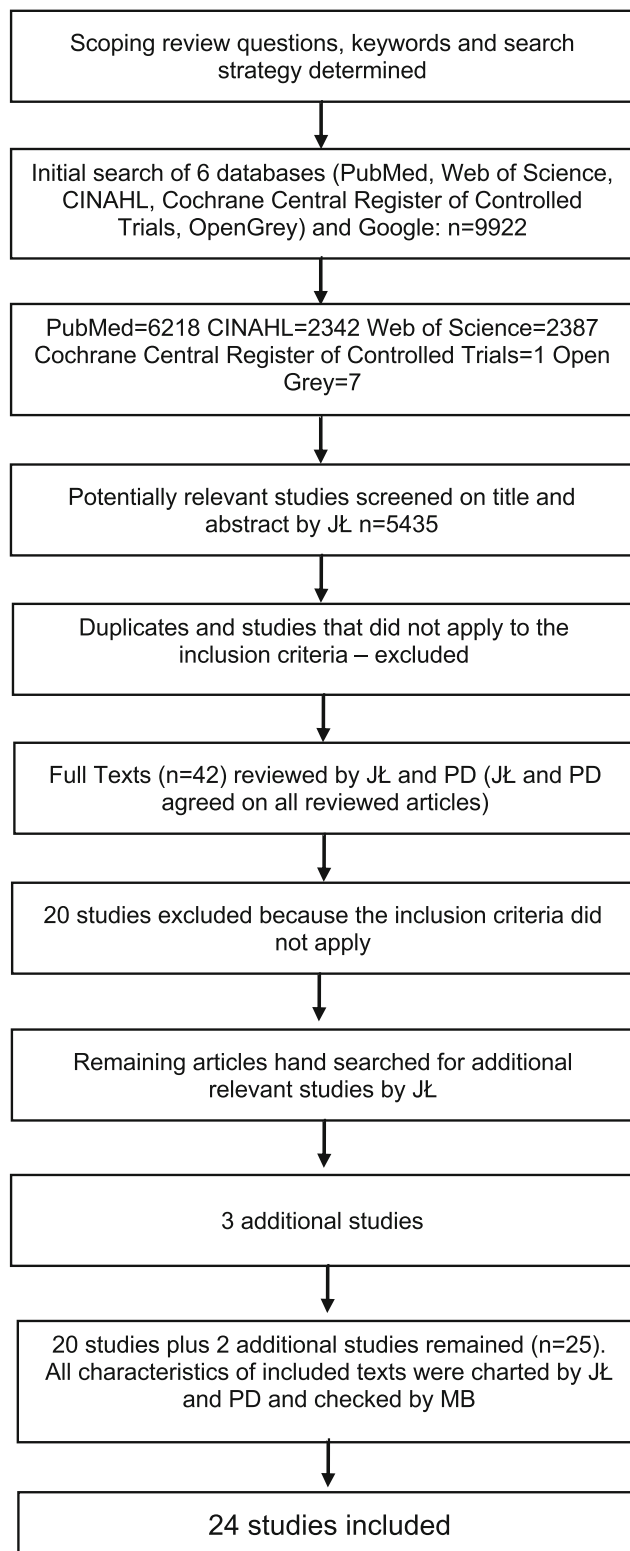 Scoping review questions, keywords and search
strategy determined
Initial search of 6 databases (PubMed, Web of Science,
CINAHL, Cochrane Central Register of Controlled
Trials, OpenGrey) and Google: n=9922
PubMed=6218 CINAHL=2342 Web of Science=2387
Cochrane Central Register of Controlled Trials=1 Open
Grey=7
Potentially relevant studies screened on title and
abstract by JŁ n=5435
Duplicates and studies that did not apply to the
inclusion criteria – excluded
Full Texts (n=42) reviewed by JŁ and PD (JŁ and PD
agreed on all reviewed articles)
20 studies excluded because the inclusion criteria did
not apply
Remaining articles hand searched for additional
relevant studies by JŁ
3 additional studies
20 studies plus 2 additional studies remained (n=25).
All characteristics of included texts were charted by JŁ
and PD and checked by MB
24 studies included